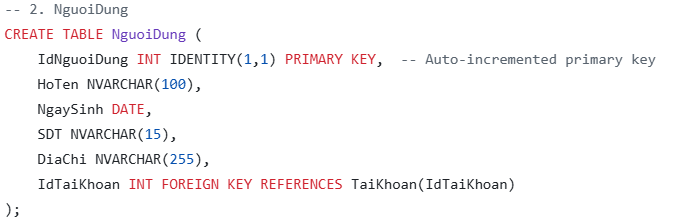 -- 2. NguoiDung
CREATE TABLE NguoiDung (
    IdNguoiDung INT IDENTITY(1,1) PRIMARY KEY,  -- Auto-incremented primary key
    HoTen NVARCHAR(100),
    NgaySinh DATE,
    SDT NVARCHAR(15),
    DiaChi NVARCHAR(255),
    IdTaiKhoan INT FOREIGN KEY REFERENCES TaiKhoan(IdTaiKhoan)
);